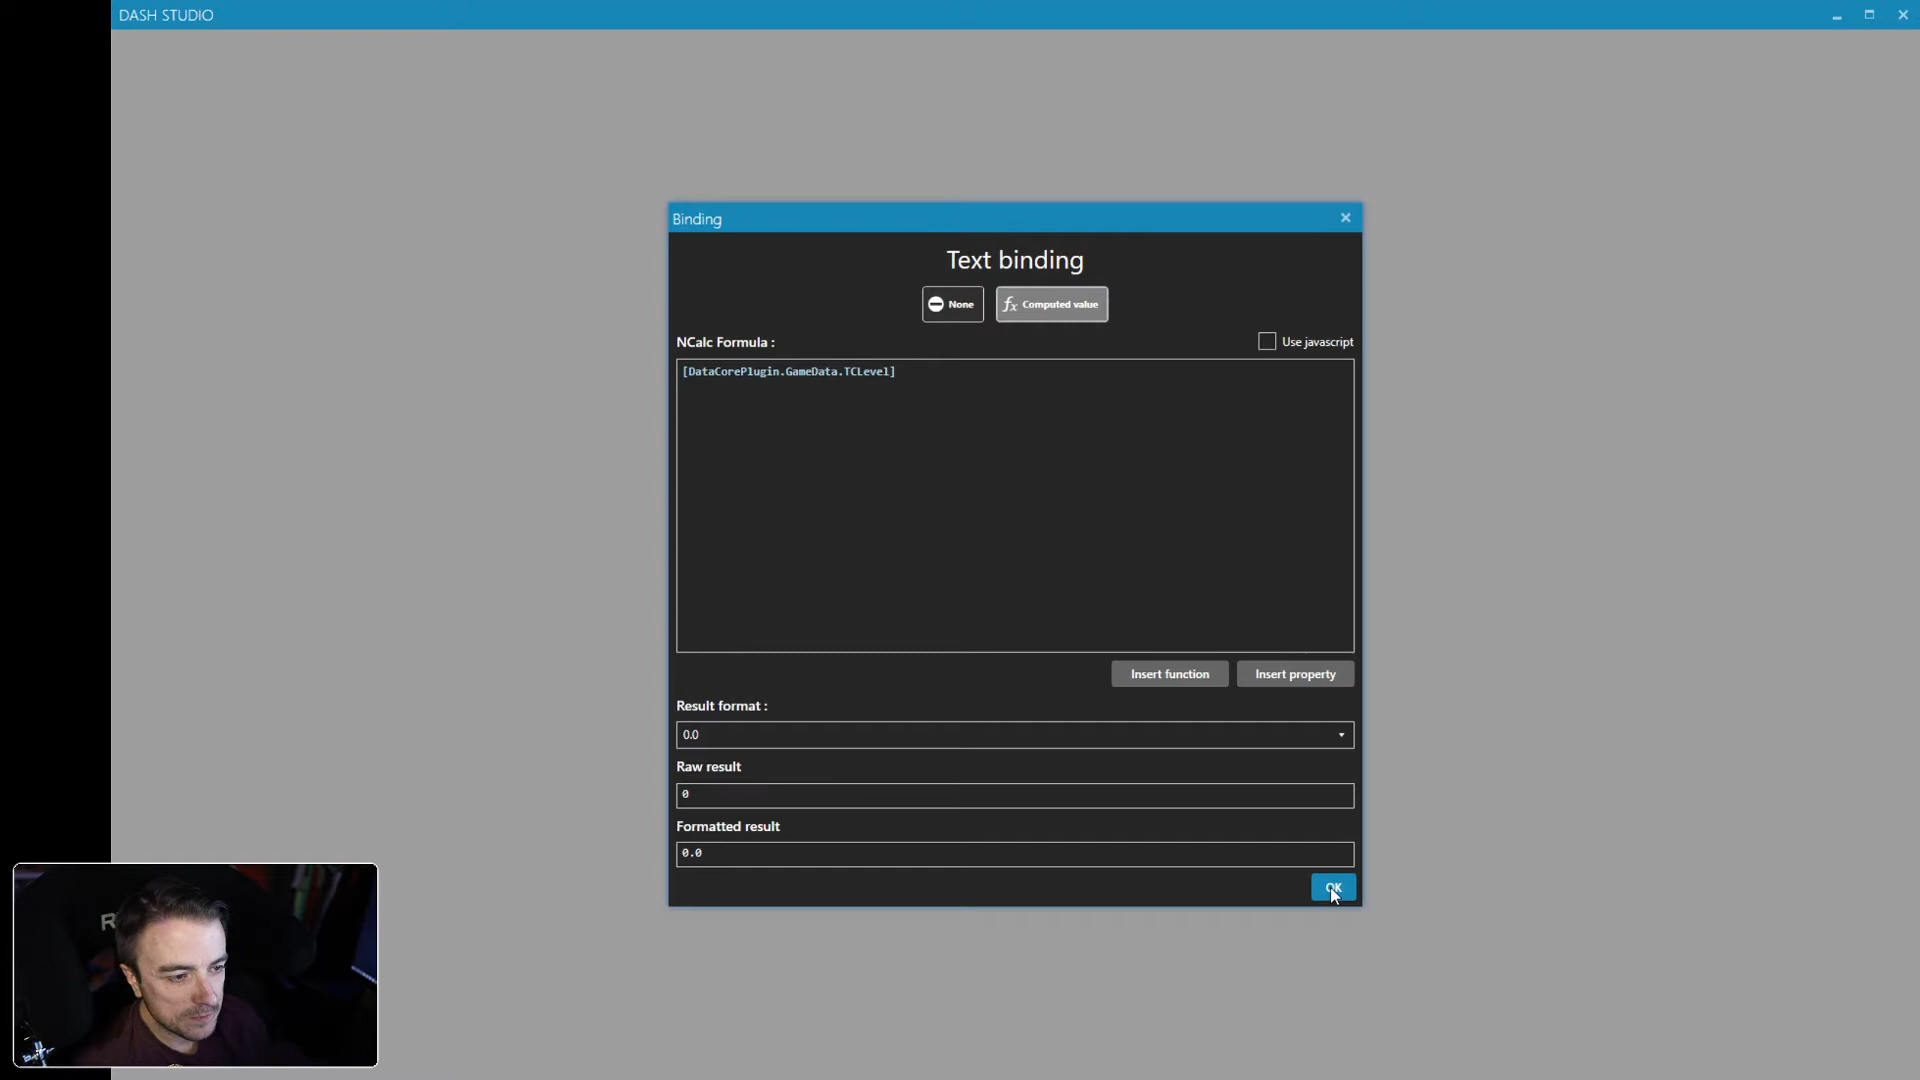 DASH STUDIO
Binding
Text binding
None
fx Computed value
NCalc Formula :
Use javascript
[DataCorePlugin.GameData.TCLevel]
Insert function
Insert property
Result format :
0.0
Raw result
0
Formatted result
0.0
OK
R